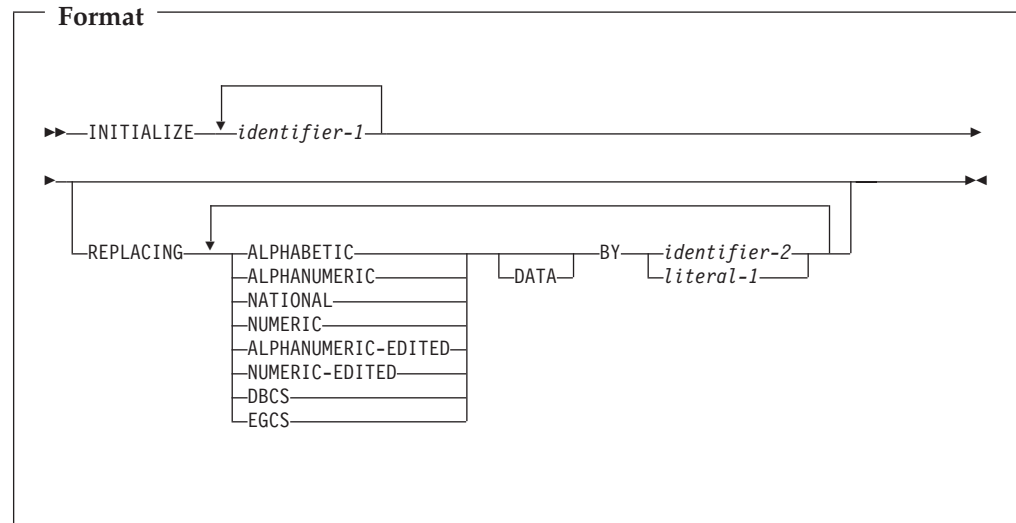 Format
INITIALIZE identifier-1
REPLACING ALPHABETIC DATA BY identifier-2
ALPHANUMERIC literal-1
NATIONAL
NUMERIC
ALPHANUMERIC-EDITED
NUMERIC-EDITED
DBCS
EGCS